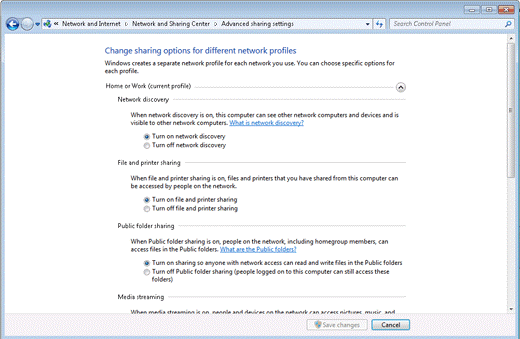 « Network and Internet ▸ Network and Sharing Center ▸ Advanced sharing settings
Search Control Panel
Change sharing options for different network profiles
Windows creates a separate network profile for each network you use. You can choose specific options for
each profile.
Home or Work (current profile)
Network discovery
When network discovery is on, this computer can see other network computers and devices and is
visible to other network computers. What is network discovery?
Turn on network discovery
Turn off network discovery
File and printer sharing
When file and printer sharing is on, files and printers that you have shared from this computer can
be accessed by people on the network.
Turn on file and printer sharing
Turn off file and printer sharing
Public folder sharing
When Public folder sharing is on, people on the network, including homegroup members, can
access files in the Public folders. What are the Public folders?
Turn on sharing so anyone with network access can read and write files in the Public folders
Turn off Public folder sharing (people logged on to this computer can still access these
folders)
Media streaming
When media streaming is on, people and devices on the network can access pictures, music, and
Save changes
Cancel